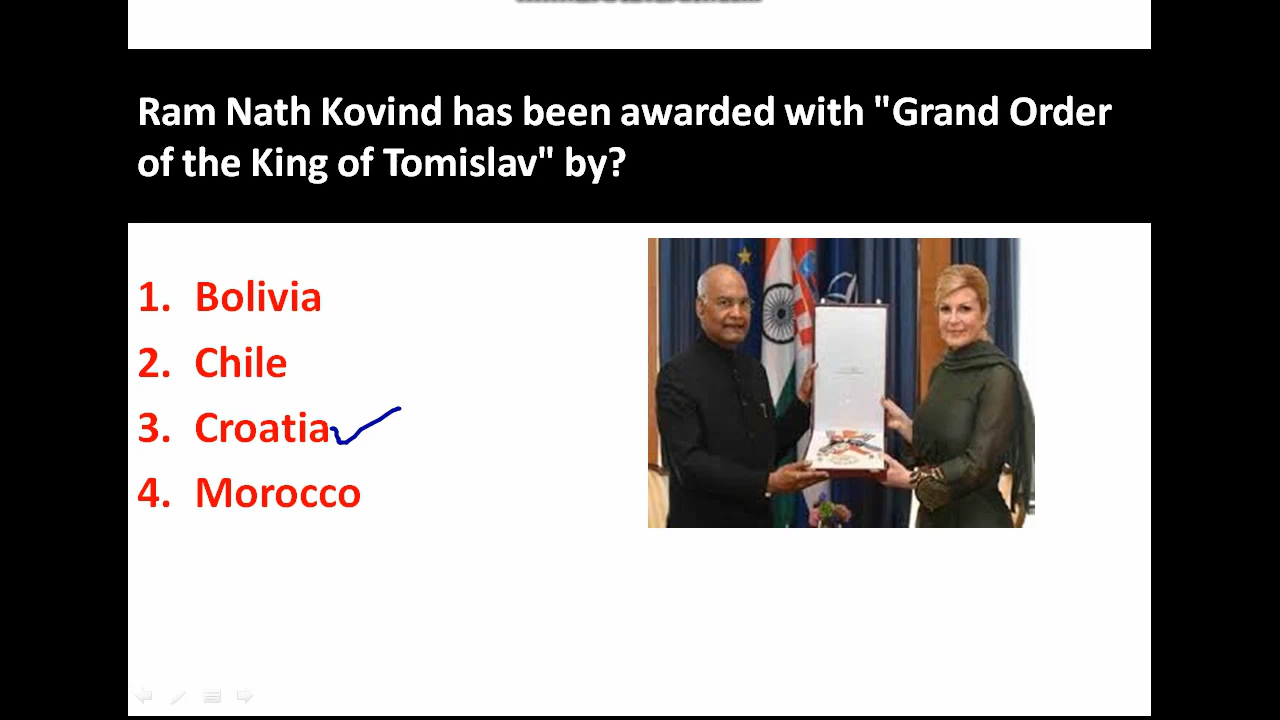 Ram Nath Kovind has been awarded with "Grand Order
of the King of Tomislav" by?
1. Bolivia
2. Chile
3. Croatia
4. Morocco